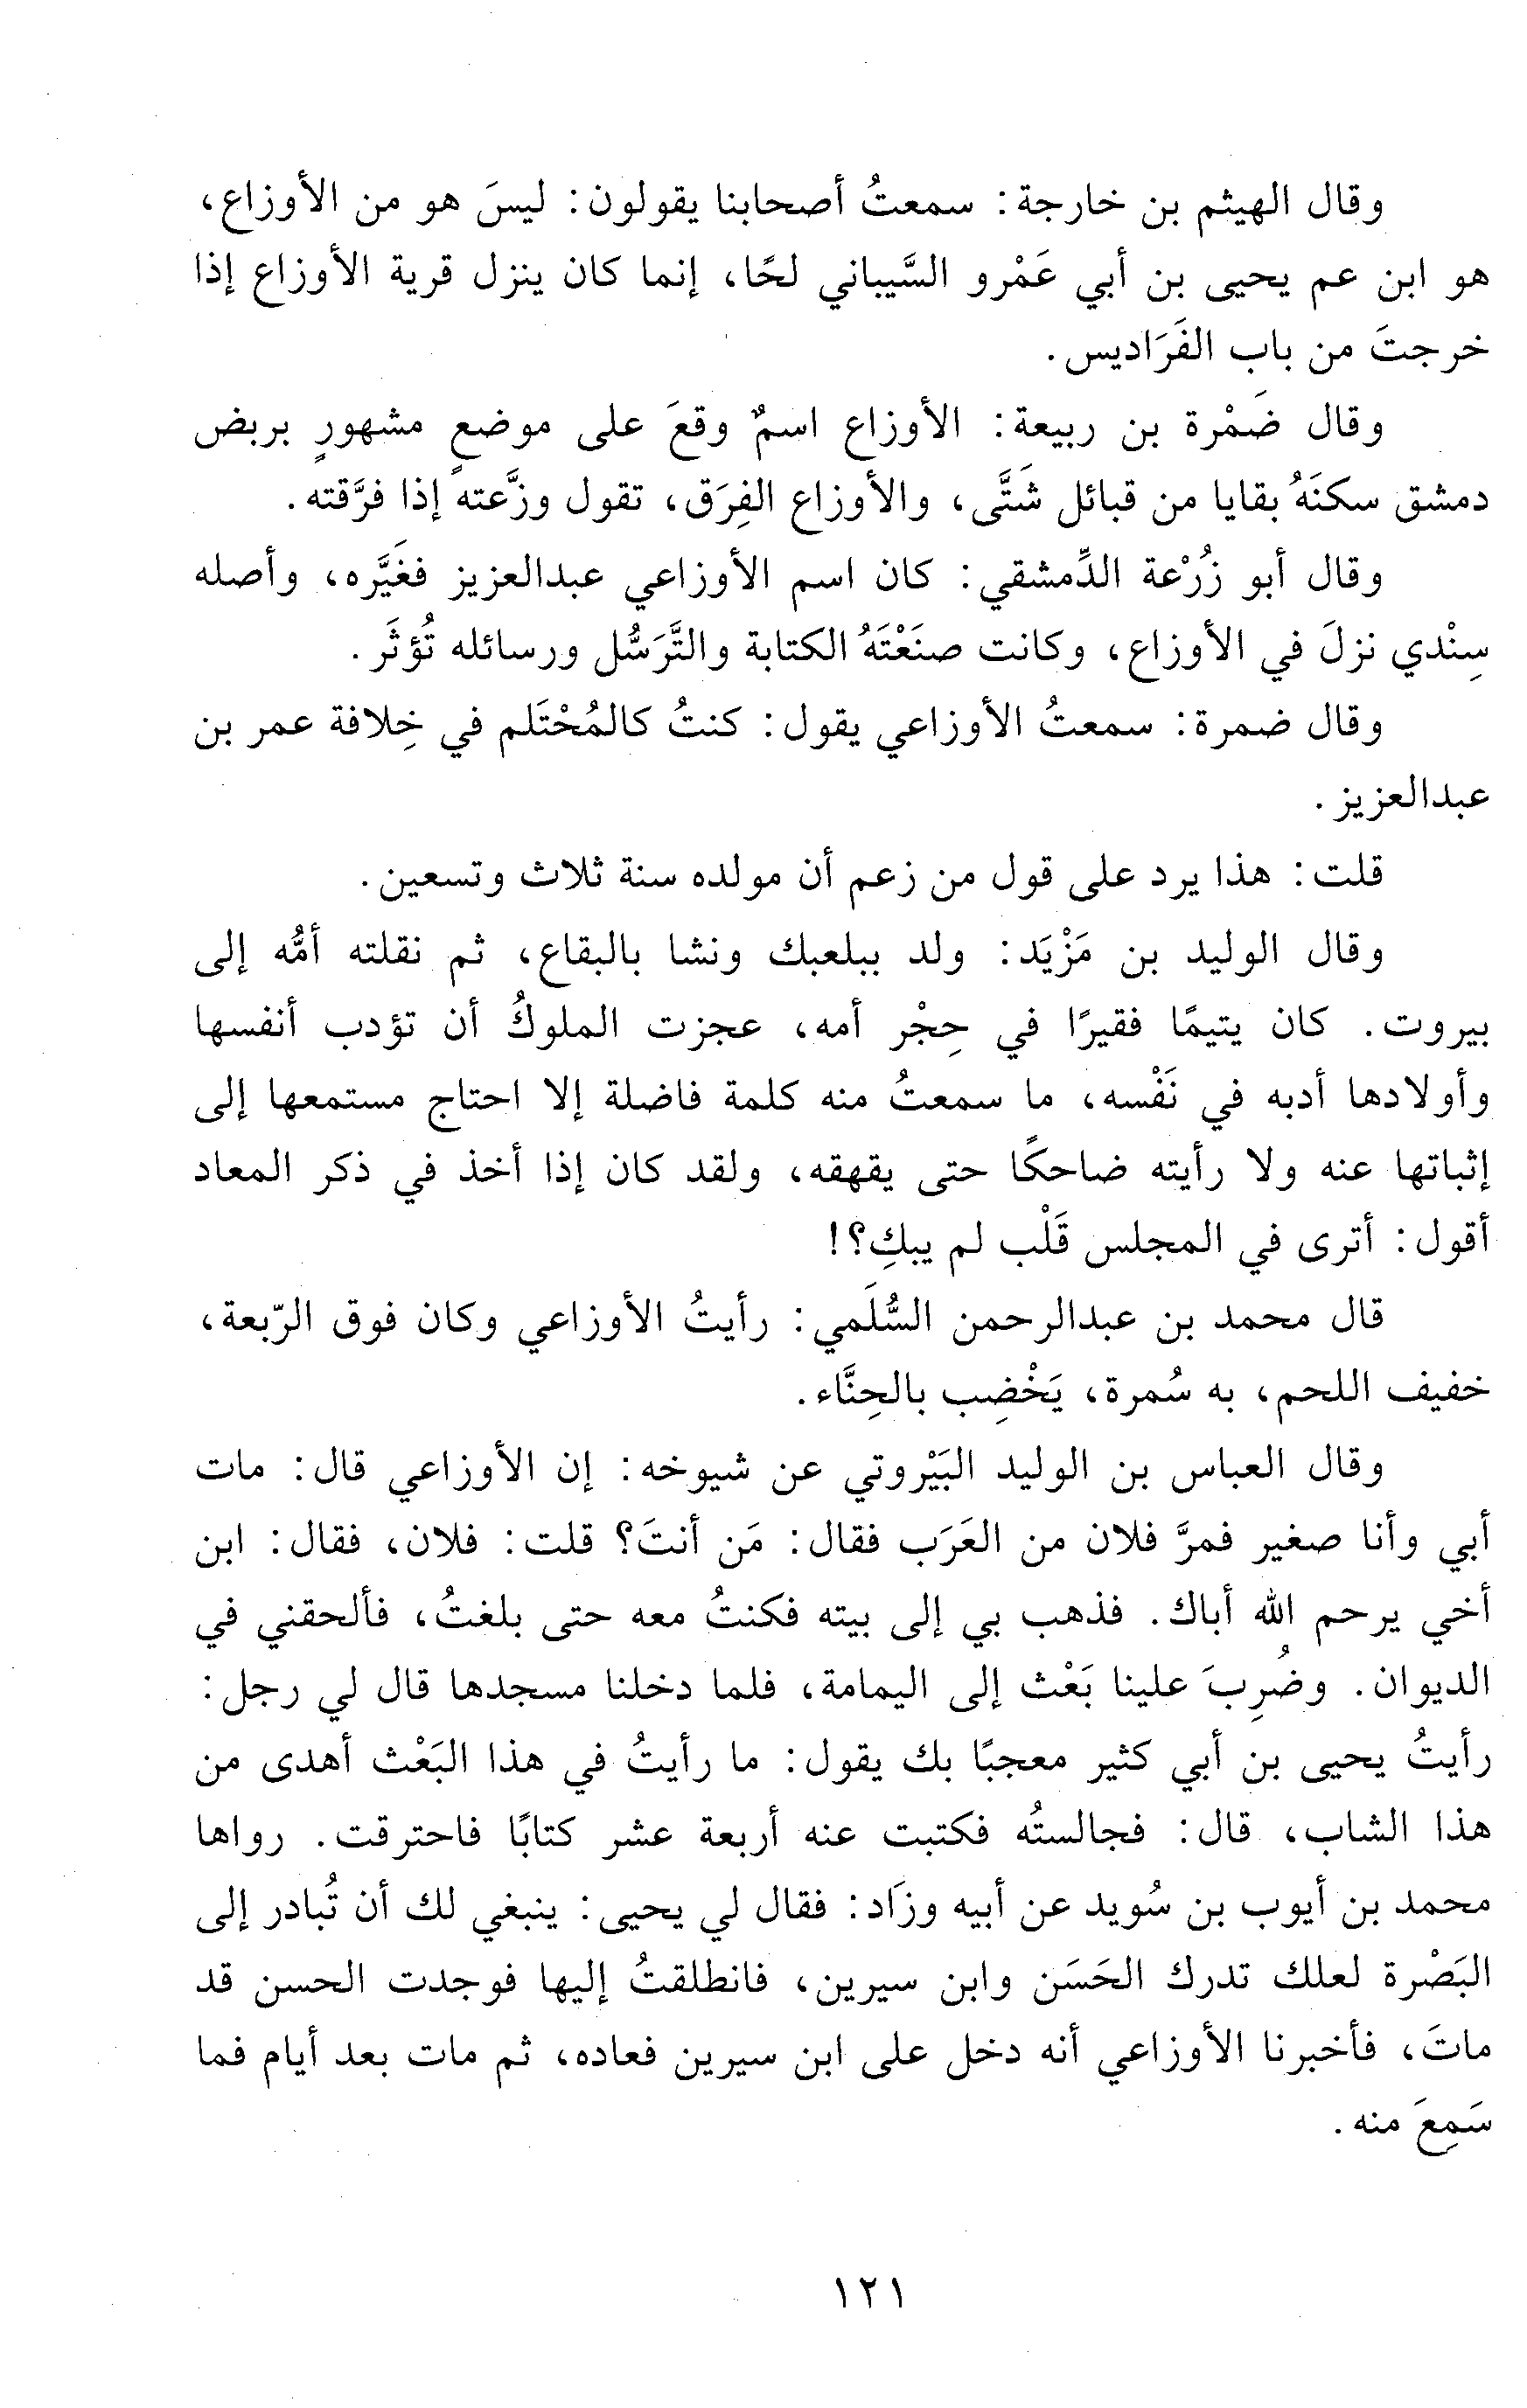 وقال الهيثم بن خارجة: سمعتُ أصحابنا يقولون: ليسَ هو من الأوزاع،
هو ابن عم يحيى بن أبي عَمْرو السَّيباني لحًا، إنما كان ينزل قرية الأوزاع إذا
خرجتَ من باب الفَرَاديس.
وقال ضَمْرة بن ربيعة: الأوزاع اسمٌ وقعَ على موضعٍ مشهورٍ بربض
دمشق سكنَهُ بقايا من قبائل شَتَّى، والأوزاع الفِرَق، تقول وزَّعته إذا فرَّقته.
وقال أبو زُرْعة الدِّمشقي: كان اسم الأوزاعي عبدالعزيز فغَيَّره، وأصله
سِنْدي نزلَ في الأوزاع، وكانت صنَعْتَهُ الكتابة والتَّرَسُّل ورسائله تُؤثَر.
وقال ضمرة: سمعتُ الأوزاعي يقول: كنتُ كالمُحْتَلم في خِلافة عمر بن
عبدالعزيز.
قلت: هذا يرد على قول من زعم أن مولده سنة ثلاث وتسعين.
وقال الوليد بن مَزْيَد: ولد ببلعبك ونشا بالبقاع، ثم نقلته أمُّه إلى
بيروت. كان يتيمًا فقيرًا في حِجْر أمه، عجزت الملوكُ أن تؤدب أنفسها
وأولادها أدبه في نَفْسه، ما سمعتُ منه كلمة فاضلة إلا احتاج مستمعها إلى
إثباتها عنه ولا رأيته ضاحكًا حتى يقهقه، ولقد كان إذا أخذ في ذكر المعاد
أقول: أترى في المجلس قَلْب لم يبكِ؟!
قال محمد بن عبدالرحمن السُّلَمي: رأيتُ الأوزاعي وكان فوق الرّبعة،
خفيف اللحم، به سُمرة، يَخْضِب بالحِنَّاء.
وقال العباس بن الوليد البَيْروتي عن شيوخه: إن الأوزاعي قال: مات
أبي وأنا صغير فمرَّ فلان من العَرَب فقال: مَن أنتَ؟ قلت: فلان، فقال: ابن
أخي يرحم الله أباك. فذهب بي إلى بيته فكنتُ معه حتى بلغتُ، فألحقني في
الديوان. وضُرِبَ علينا بَعْث إلى اليمامة، فلما دخلنا مسجدها قال لي رجل:
رأيتُ يحيى بن أبي كثير معجبًا بك يقول: ما رأيتُ في هذا البَعْث أهدى من
هذا الشاب، قال: فجالستُه فكتبت عنه أربعة عشر كتابًا فاحترقت. رواها
محمد بن أيوب بن سُويد عن أبيه وزَاد: فقال لي يحيى: ينبغي لك أن تُبادر إلى
البَصْرة لعلك تدرك الحَسَن وابن سيرين، فانطلقتُ إليها فوجدت الحسن قد
ماتَ، فأخبرنا الأوزاعي أنه دخل على ابن سيرين فعاده، ثم مات بعد أيام فما
سَمِعَ منه.
١٢١